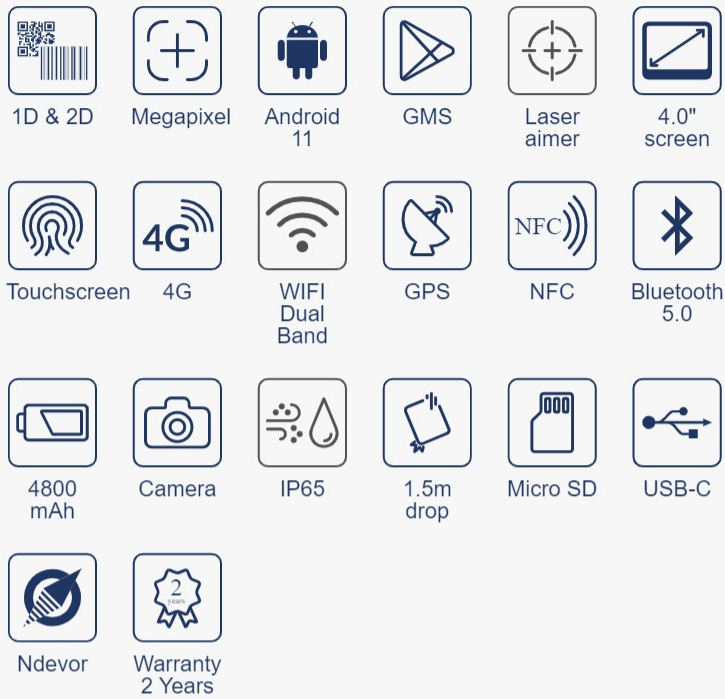 1D & 2D
Megapixel
Android
11
GMS
Laser
aimer
4.0"
screen
4G
Touchscreen
4G
WIFI
Dual
Band
GPS
NFC
NFC
Bluetooth
5.0
4800
mAh
Camera
IP65
1.5m
drop
Micro SD
USB-C
Ndevor
2
years
Warranty
2 Years